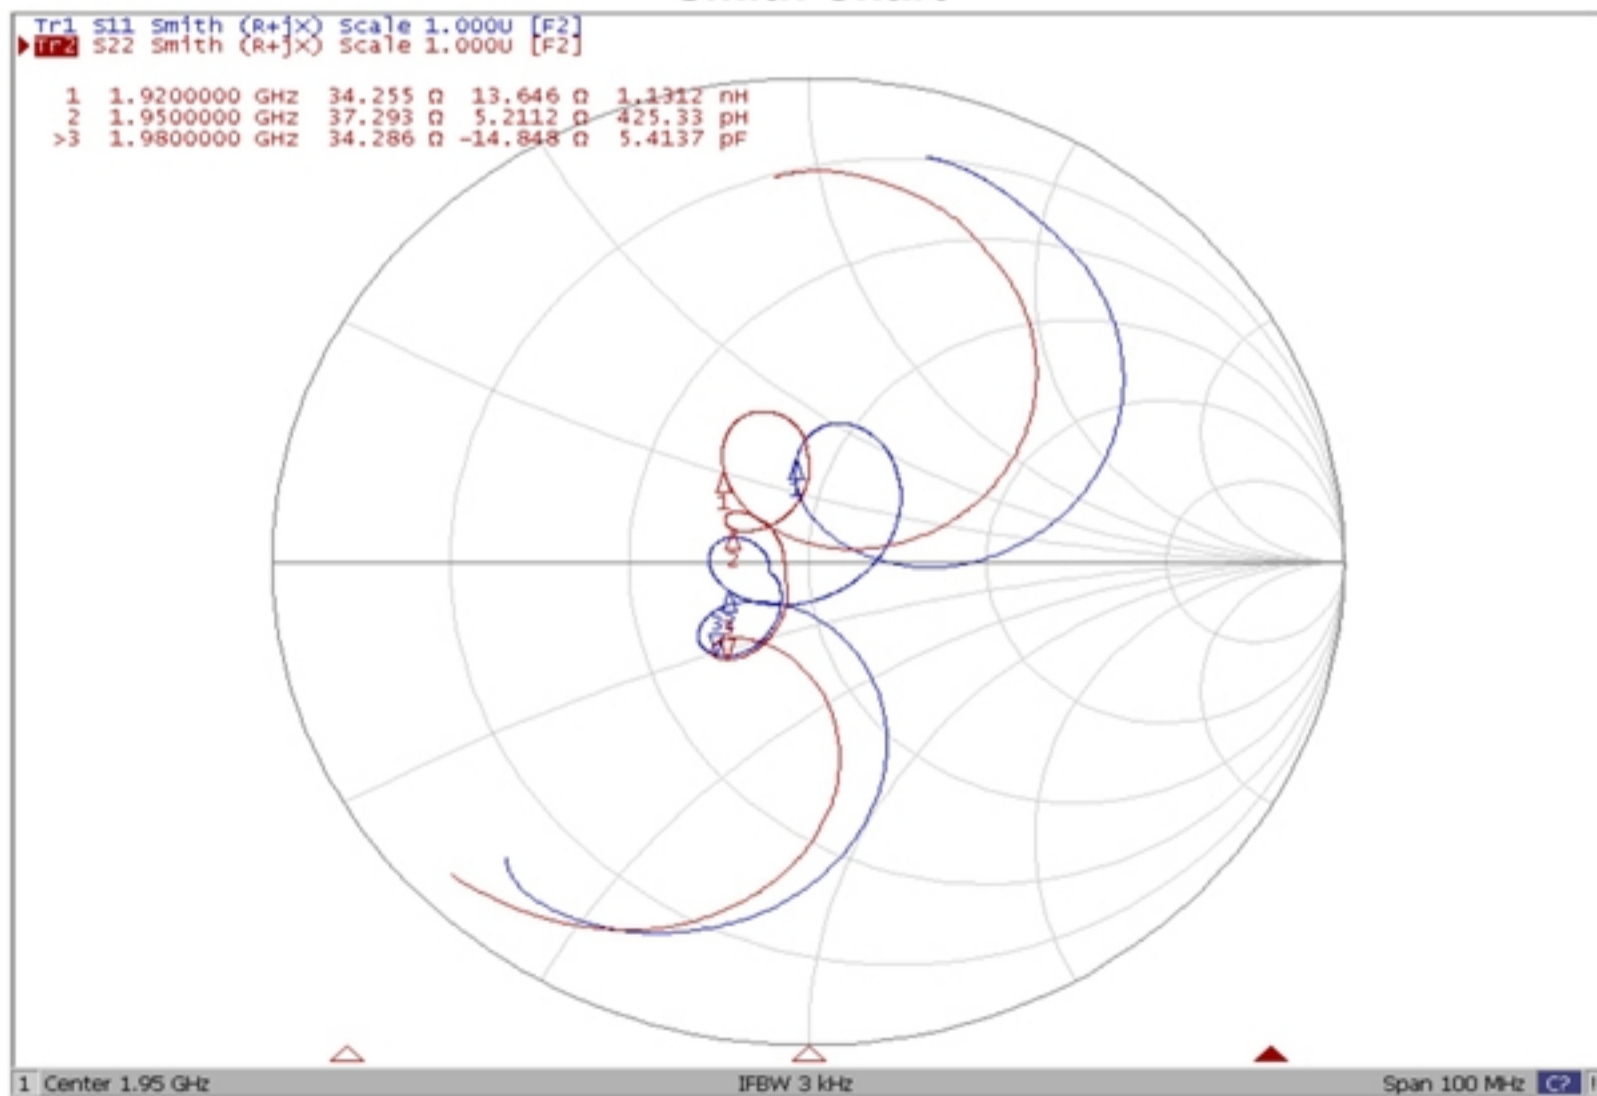 Tr1 S11 Smith (R+jX) Scale 1.000U [F2]
Tr2 S22 Smith (R+jX) Scale 1.000U [F2]
1 1.9200000 GHz 34.255 Ω 13.646 Ω 1.1312 nH
2 1.9500000 GHz 37.293 Ω 5.2112 Ω 425.33 pH
>3 1.9800000 GHz 34.286 Ω -14.848 Ω 5.4137 pF
1
1
2
1 Center 1.95 GHz IFBW 3 kHz Span 100 MHz C?